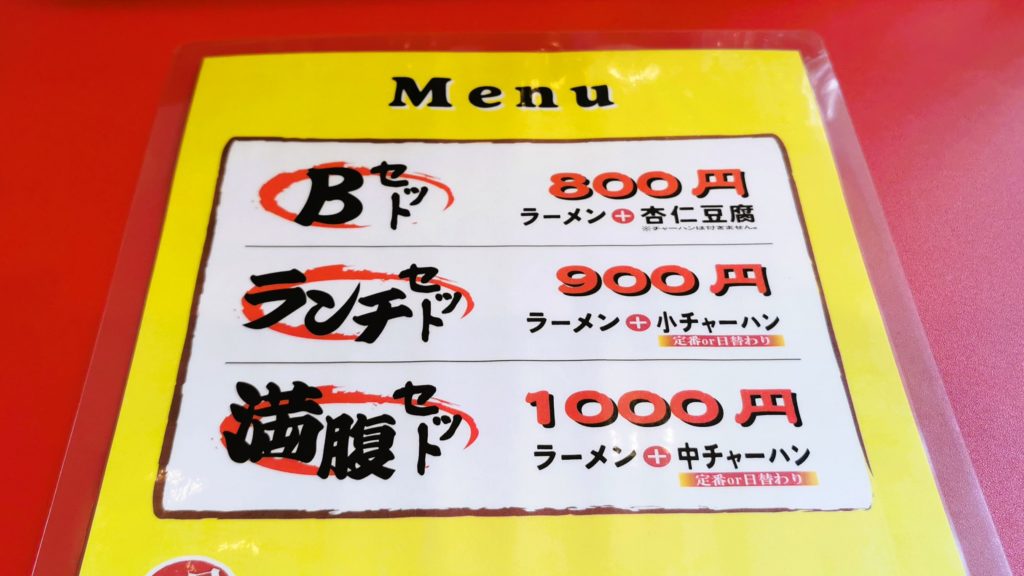 Menu
Bセット
800円
ラーメン+杏仁豆腐
※チャーハンは付きません。
ランチセット
900円
ラーメン+小チャーハン
定番or日替わり
満腹セット
1000円
ラーメン+中チャーハン
定番or日替わり